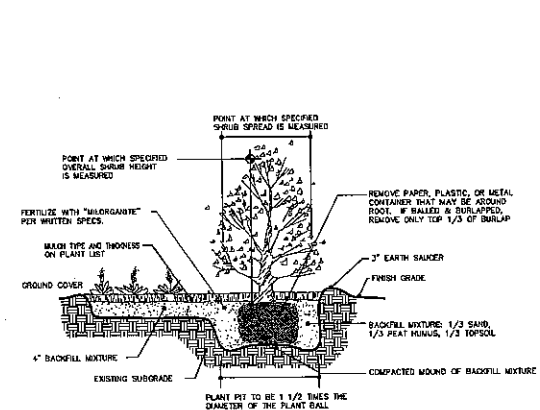 POINT AT WHICH SPECIFIED
SHRUB SPREAD IS MEASURED
POINT AT WHICH SPECIFIED
OVERALL SHRUB HEIGHT
IS MEASURED
REMOVE PAPER, PLASTIC, OR METAL
CONTAINER THAT MAY BE AROUND
ROOT. IF BALLED & BURLAPPED,
REMOVE ONLY TOP 1/3 OF BURLAP
FERTILIZE WITH "MILORGANITE"
PER WRITTEN SPECS.
MULCH TYPE AND THICKNESS
ON PLANT LIST
3" EARTH SAUCER
GROUND COVER
FINISH GRADE
BACKFILL MIXTURE: 1/3 SAND,
1/3 PEAT HUMUS, 1/3 TOPSOIL
4" BACKFILL MIXTURE
COMPACTED MOUND OF BACKFILL MIXTURE
EXISTING SUBGRADE
PLANT PIT TO BE 1 1/2 TIMES THE
DIAMETER OF THE PLANT BALL